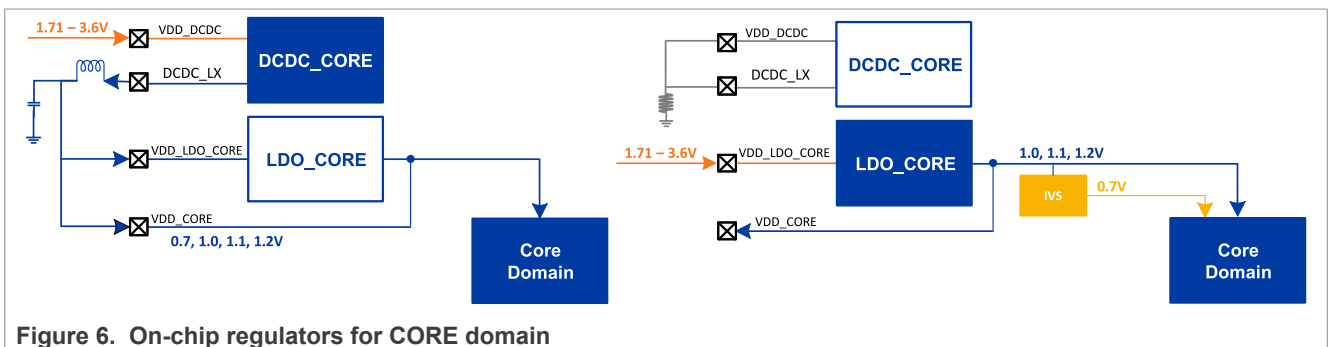 1.71 – 3.6V
VDD_DCDC
DCDC_CORE
DCDC_LX
VDD_LDO_CORE
LDO_CORE
VDD_CORE
0.7, 1.0, 1.1, 1.2V
Core
Domain
VDD_DCDC
DCDC_CORE
DCDC_LX
1.71 – 3.6V
VDD_LDO_CORE
LDO_CORE
1.0, 1.1, 1.2V
IVS
0.7V
VDD_CORE
Core
Domain
Figure 6. On-chip regulators for CORE domain